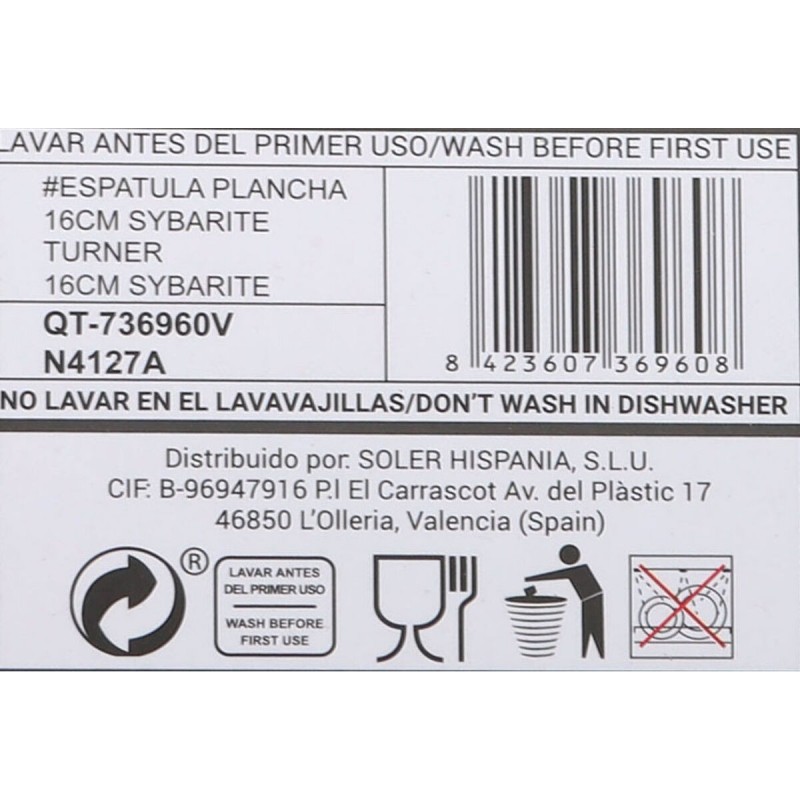 LAVAR ANTES DEL PRIMER USO/WASH BEFORE FIRST USE
#ESPATULA PLANCHA
16CM SYBARITE
TURNER
16CM SYBARITE
QT-736960V
N4127A
8 423607 369608
NO LAVAR EN EL LAVAVAJILLAS/DON'T WASH IN DISHWASHER
Distribuido por: SOLER HISPANIA, S.L.U.
CIF: B-96947916 P.I El Carrascot Av. del Plàstic 17
46850 L'Olleria, Valencia (Spain)
®
LAVAR ANTES
DEL PRIMER USO
WASH BEFORE
FIRST USE